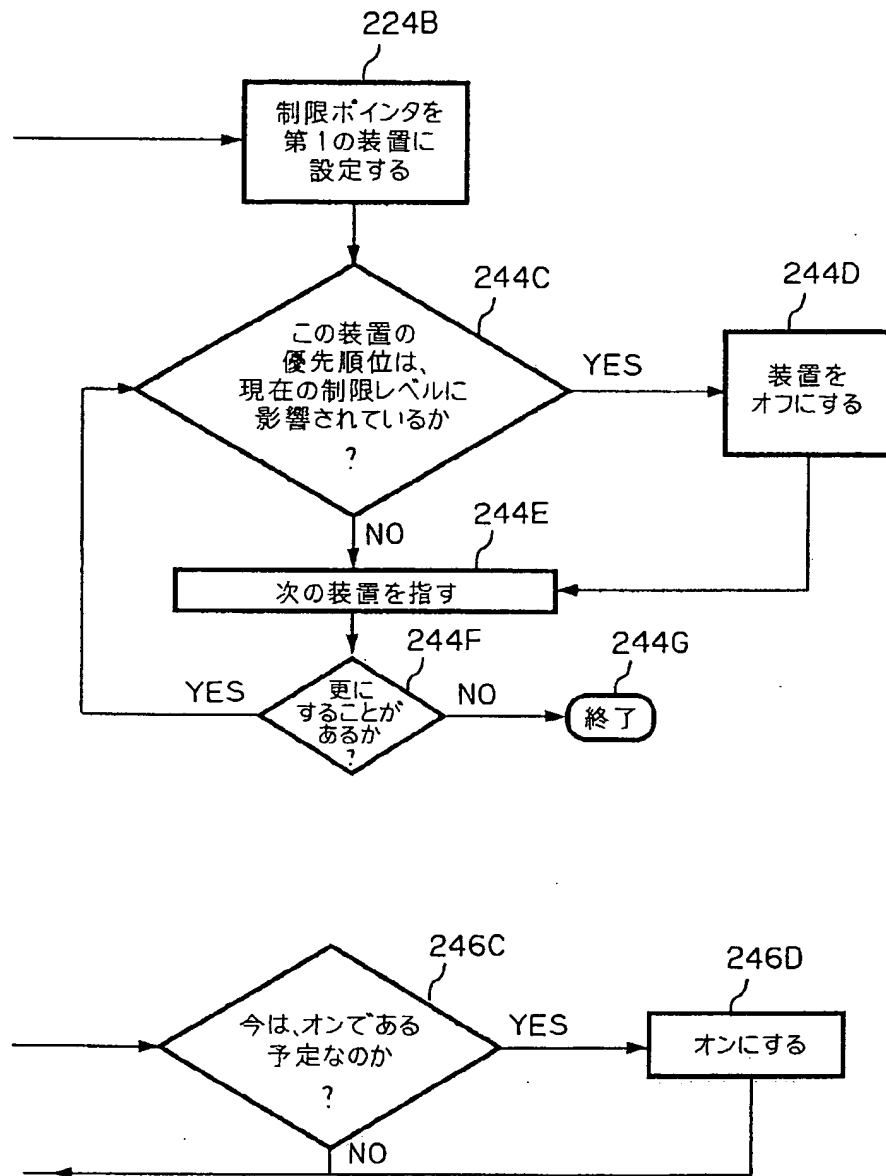 224B
制限ポインタを
第1の装置に
設定する
244C
この装置の
優先順位は、
現在の制限レベルに
影響されているか
?
YES
244D
装置を
オフにする
NO
244E
次の装置を指す
244F
更に
することが
あるか
?
YES
NO
244G
終了
246C
今は、オンである
予定なのか
?
YES
246D
オンにする
NO